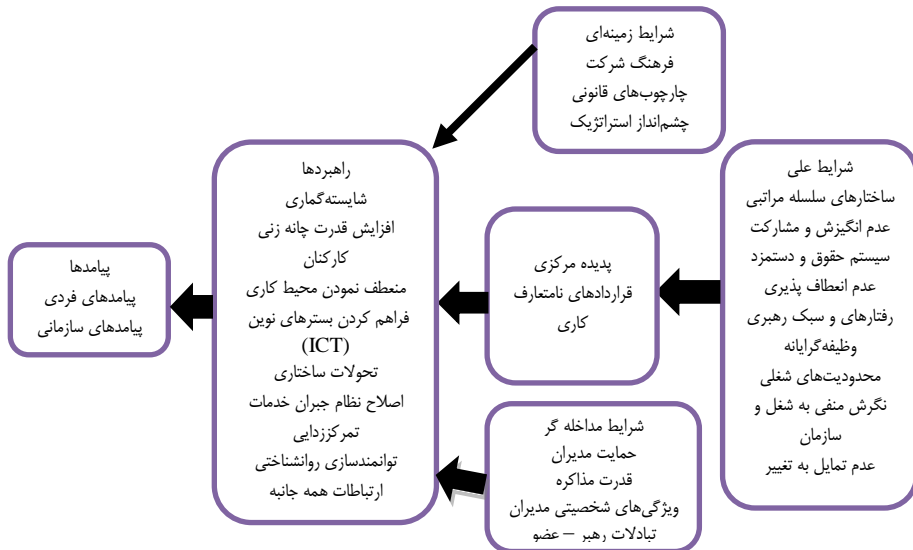 شرایط زمینه‌ای
فرهنگ شرکت
چارچوب‌های قانونی
چشم‌انداز استراتژیک
شرایط علی
ساختارهای سلسله مراتبی
عدم انگیزش و مشارکت
سیستم حقوق و دستمزد
عدم انعطاف پذیری
رفتارهای و سبک رهبری
وظیفه‌گرایانه
محدودیت‌های شغلی
نگرش منفی به شغل و
سازمان
عدم تمایل به تغییر
پدیده مرکزی
قراردادهای نامتعارف
کاری
شرایط مداخله گر
حمایت مدیران
قدرت مذاکره
ویژگی‌های شخصیتی مدیران
تبادلات رهبر – عضو
راهبردها
شایسته‌گماری
افزایش قدرت چانه زنی
کارکنان
منعطف نمودن محیط کاری
فراهم کردن بسترهای نوین
(ICT)
تحولات ساختاری
اصلاح نظام جبران خدمات
تمرکززدایی
توانمندسازی روانشناختی
ارتباطات همه جانبه
پیامدها
پیامدهای فردی
پیامدهای سازمانی